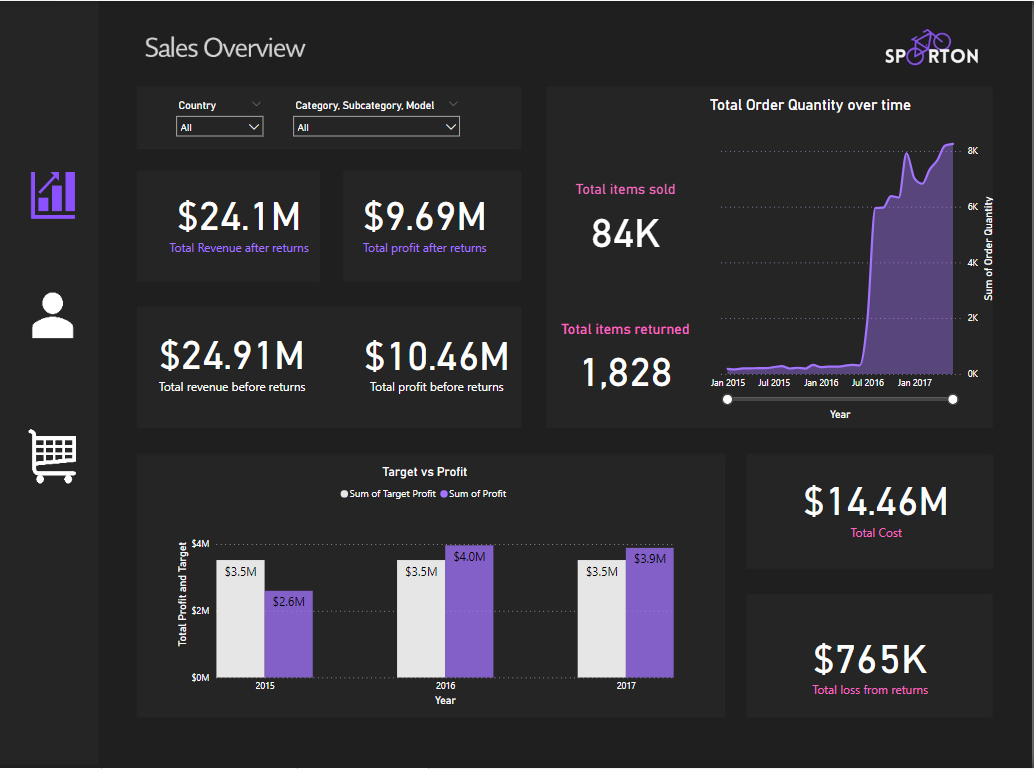 Sales Overview
SPORTON
Country
Category, Subcategory, Model
All
All
$24.1M
Total Revenue after returns
$9.69M
Total profit after returns
$24.91M
Total revenue before returns
$10.46M
Total profit before returns
Total Order Quantity over time
Total items sold
84K
Total items returned
1,828
8K
6K
4K
2K
0K
Sum of Order Quantity
Jan 2015 Jul 2015 Jan 2016 Jul 2016 Jan 2017
Year
Target vs Profit
Sum of Target Profit Sum of Profit
Total Profit and Target
$4M
$2M
$0M
$3.5M
$2.6M
$3.5M
$4.0M
$3.5M
$3.9M
2015 2016 2017
Year
$14.46M
Total Cost
$765K
Total loss from returns